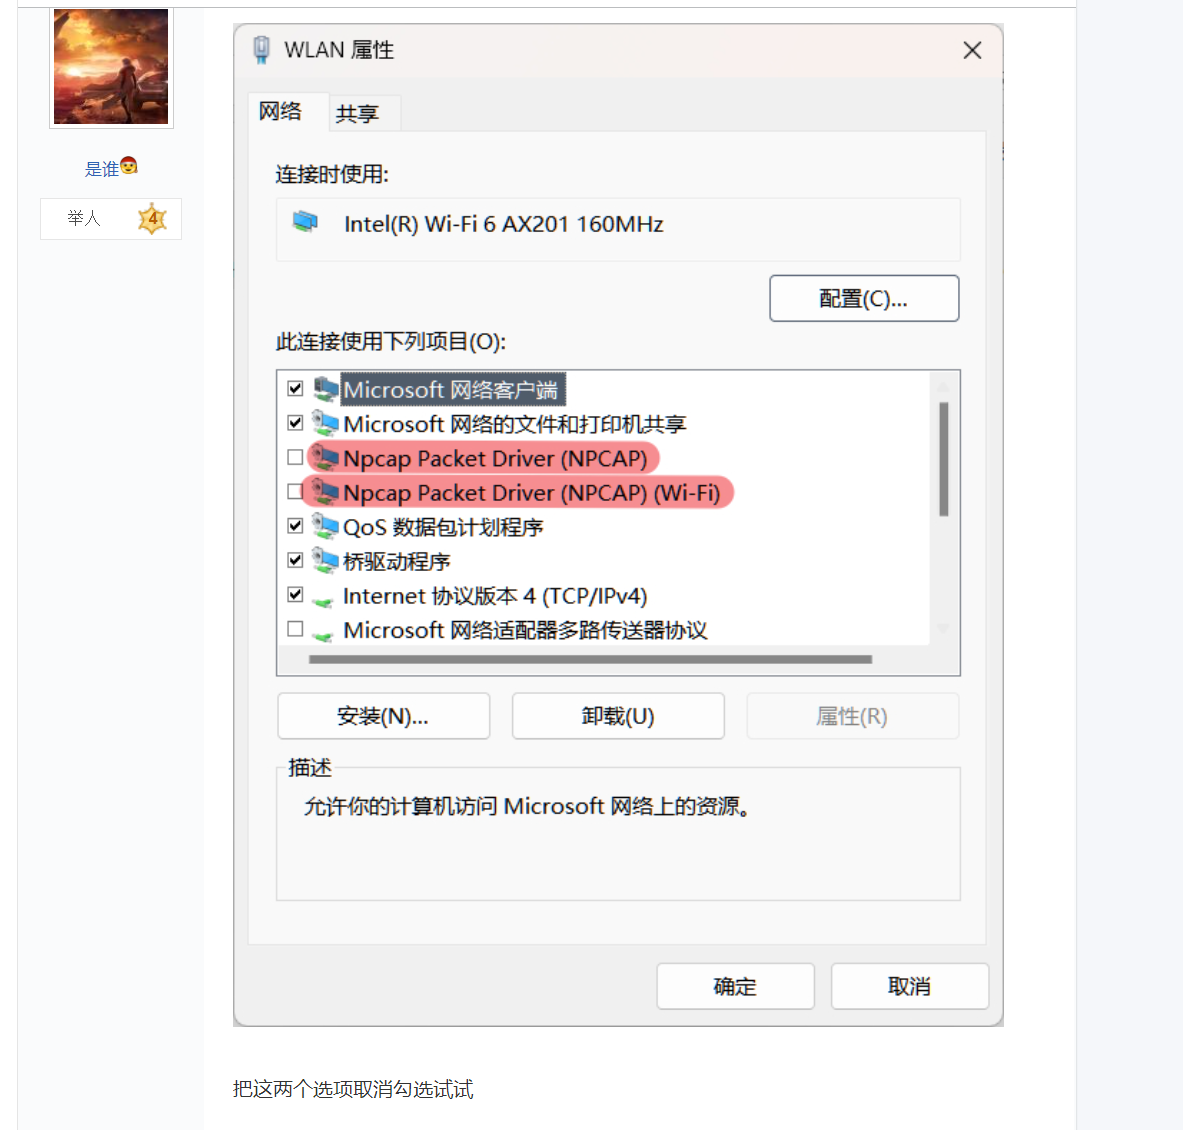 是谁
举人
4
WLAN 属性
网络 共享
连接时使用:
Intel(R) Wi-Fi 6 AX201 160MHz
配置(C)...
此连接使用下列项目(O):
Microsoft 网络客户端
Microsoft 网络的文件和打印机共享
Npcap Packet Driver (NPCAP)
Npcap Packet Driver (NPCAP) (Wi-Fi)
QoS 数据包计划程序
桥驱动程序
Internet 协议版本 4 (TCP/IPv4)
Microsoft 网络适配器多路传送器协议
安装(N)... 卸载(U) 属性(R)
描述
允许你的计算机访问 Microsoft 网络上的资源。
确定 取消
把这两个选项取消勾选试试